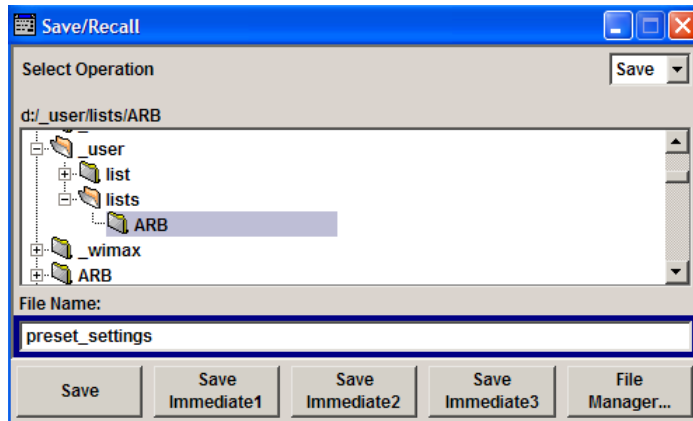 Save/Recall
Select Operation
Save
d:/_user/lists/ARB
_user
list
lists
ARB
_wimax
ARB
File Name:
preset_settings
Save
Save
Immediate1
Save
Immediate2
Save
Immediate3
File
Manager...